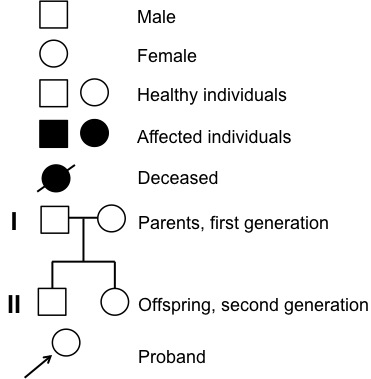 Male
Female
Healthy individuals
Affected individuals
Deceased
I Parents, first generation
II Offspring, second generation
Proband